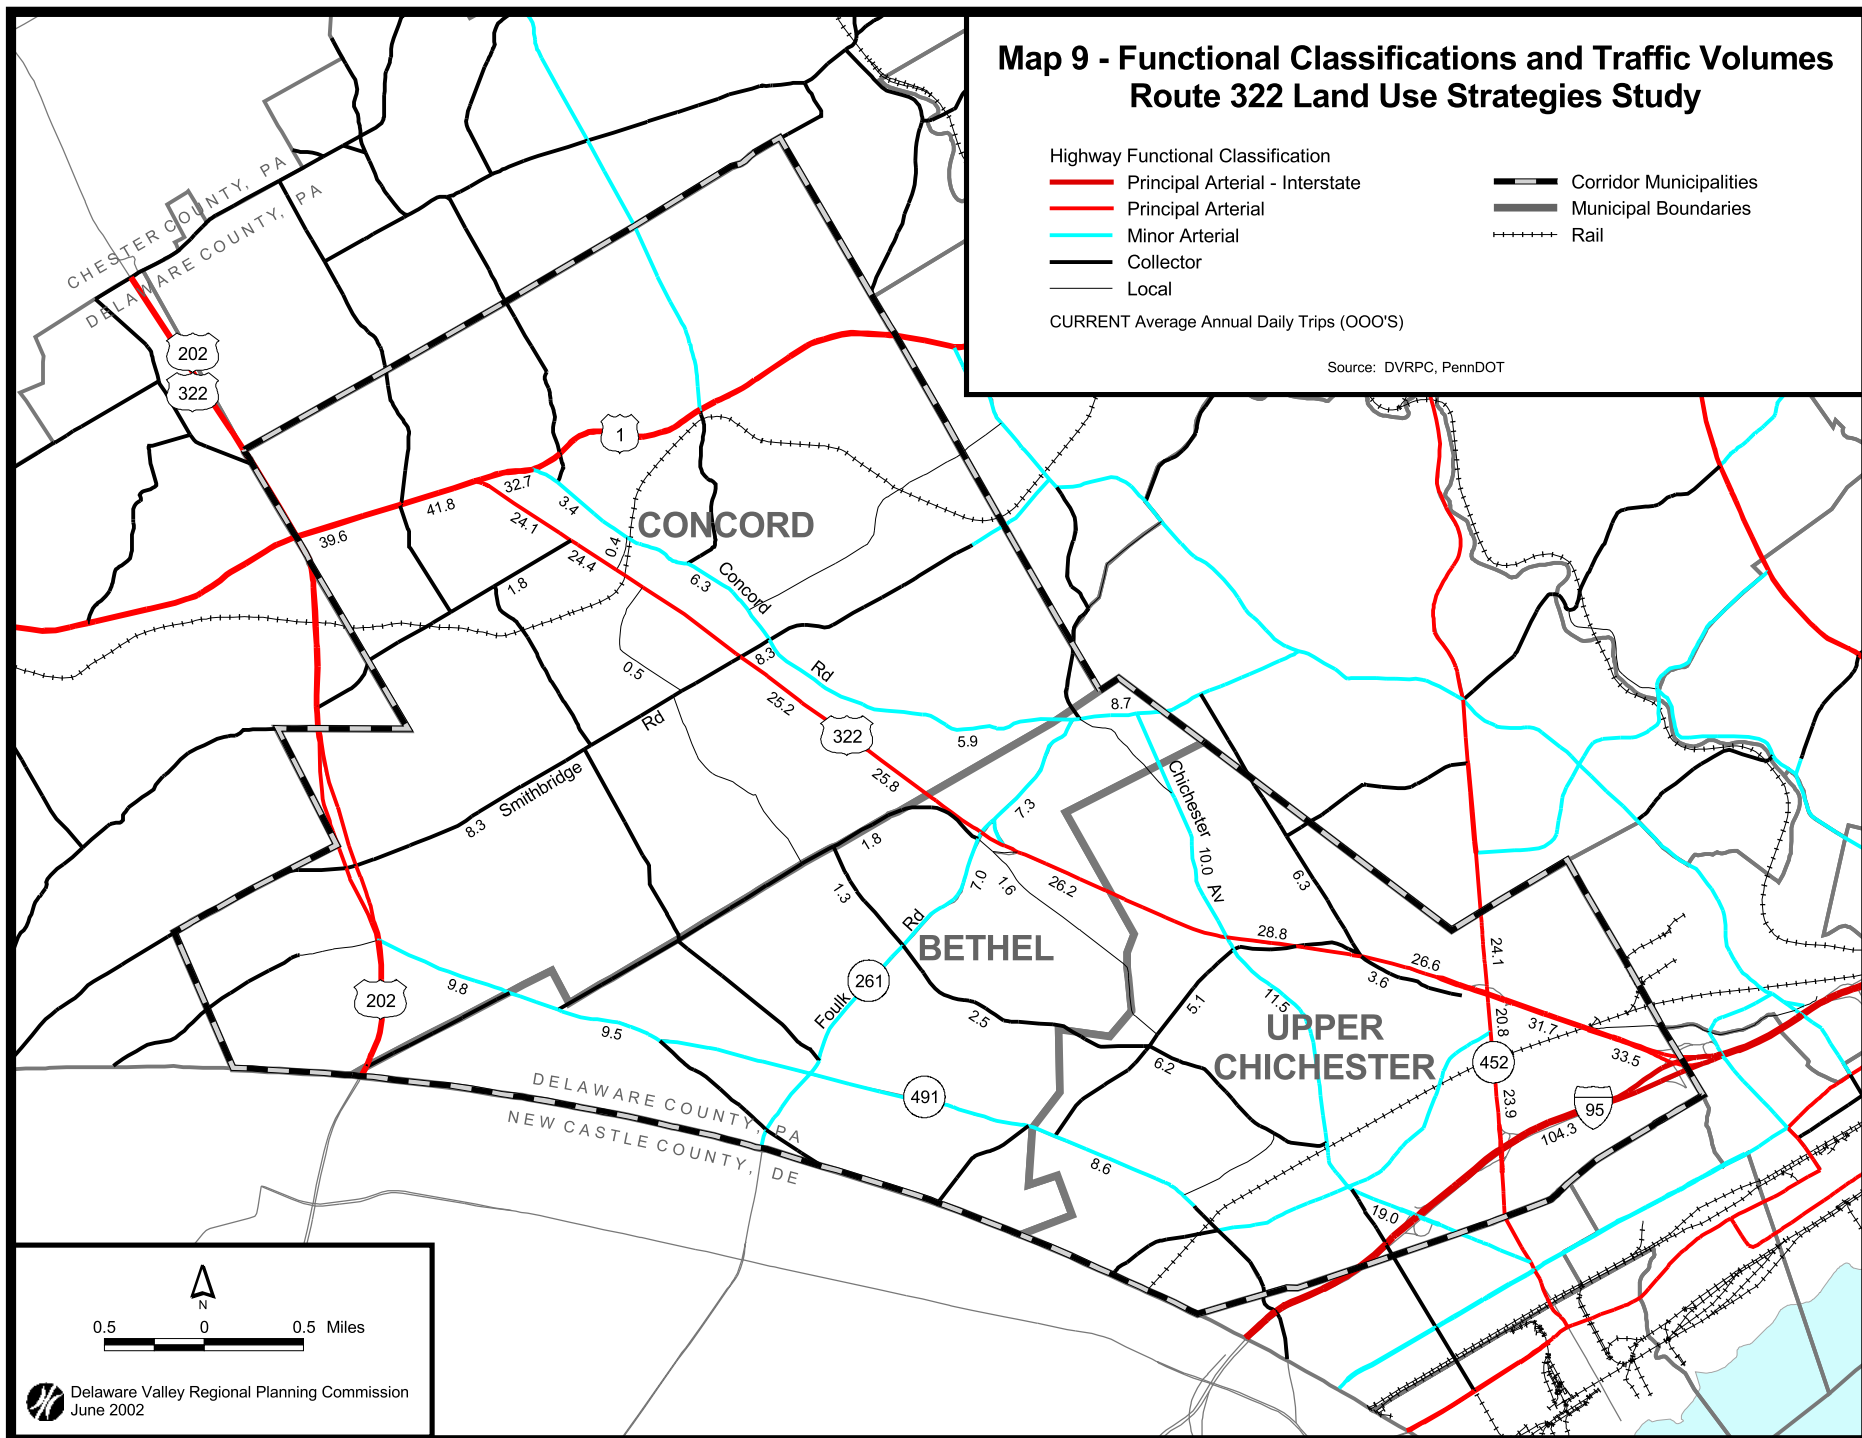 Map 9 - Functional Classifications and Traffic Volumes
Route 322 Land Use Strategies Study
Highway Functional Classification
Principal Arterial - Interstate
Principal Arterial
Minor Arterial
Collector
Local
Corridor Municipalities
Municipal Boundaries
Rail
CURRENT Average Annual Daily Trips (OOO'S)
Source: DVRPC, PennDOT
CHESTER COUNTY, PA
DELAWARE COUNTY, PA
202
322
1
32.7
41.8
39.6
3.4
24.1
24.4
0.4
CONCORD
1.8
6.3
Concord
Rd
8.3
0.5
25.2
Rd
322
5.9
8.7
25.8
Smithbridge
8.3
7.3
Chichester
10.0
Av
1.8
1.3
7.0
1.6
26.2
6.3
Rd
BETHEL
28.8
26.6
24.1
3.6
261
Foulk
9.8
202
9.5
2.5
5.1
11.5
UPPER
CHICHESTER
20.8
31.7
33.5
452
6.2
23.9
95
104.3
491
DELAWARE COUNTY, PA
NEW CASTLE COUNTY, DE
8.6
19.0
N
0.5 0 0.5 Miles
Delaware Valley Regional Planning Commission
June 2002